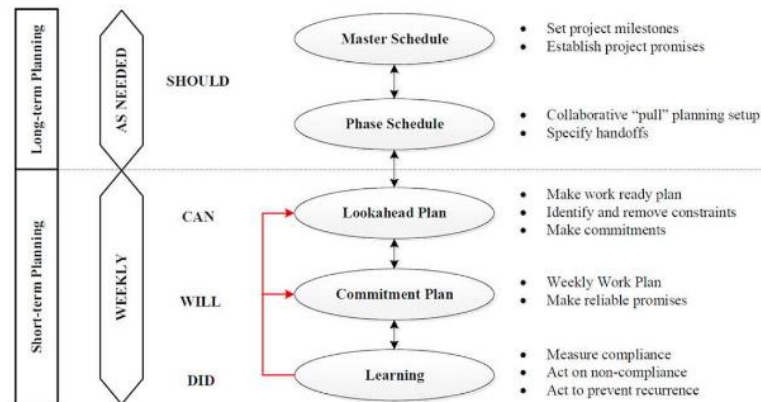 Long-term Planning
AS NEEDED
SHOULD
Master Schedule
• Set project milestones
• Establish project promises
Phase Schedule
• Collaborative “pull” planning setup
• Specify handoffs
Short-term Planning
WEEKLY
CAN
Lookahead Plan
• Make work ready plan
• Identify and remove constraints
• Make commitments
WILL
Commitment Plan
• Weekly Work Plan
• Make reliable promises
DID
Learning
• Measure compliance
• Act on non-compliance
• Act to prevent recurrence